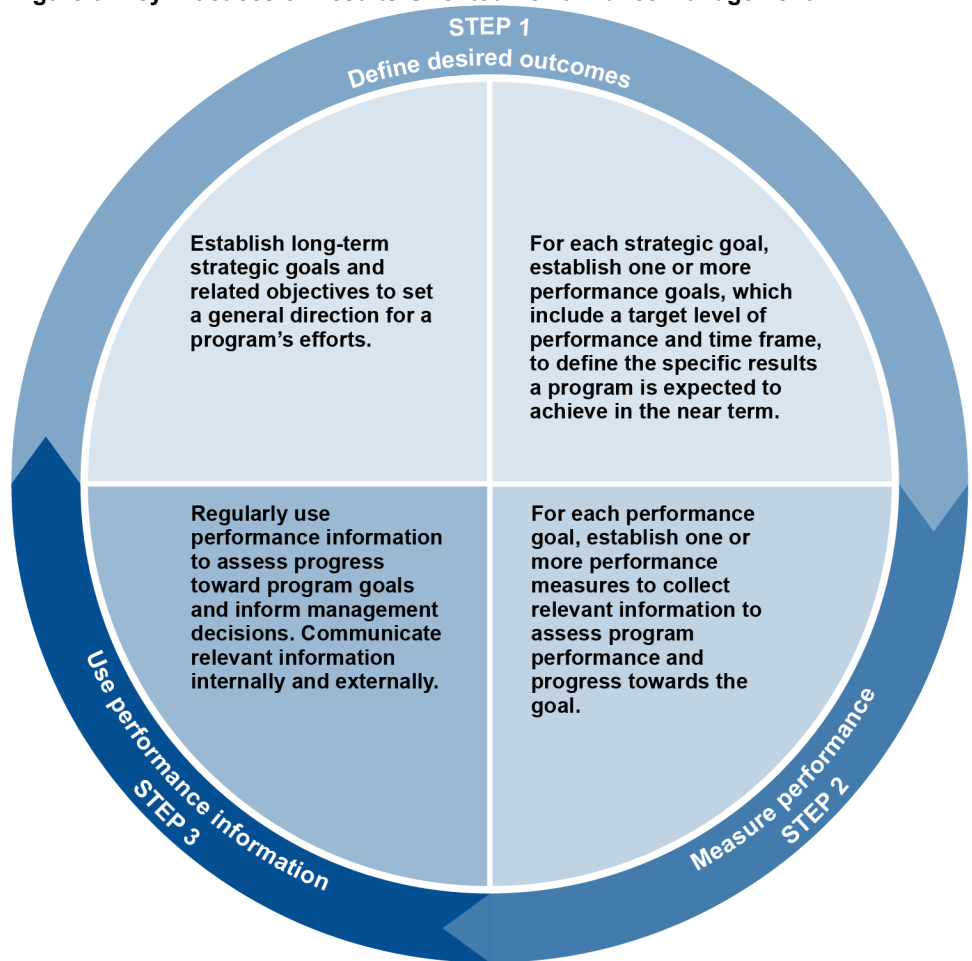 STEP 1
Define desired outcomes
Establish long-term
strategic goals and
related objectives to set
a general direction for a
program’s efforts.
For each strategic goal,
establish one or more
performance goals, which
include a target level of
performance and time frame,
to define the specific results
a program is expected to
achieve in the near term.
Regularly use
performance information
to assess progress
toward program goals
and inform management
decisions. Communicate
relevant information
internally and externally.
For each performance
goal, establish one or
more performance
measures to collect
relevant information to
assess program
performance and
progress towards the
goal.
Use performance information
STEP 3
Measure performance
STEP 2